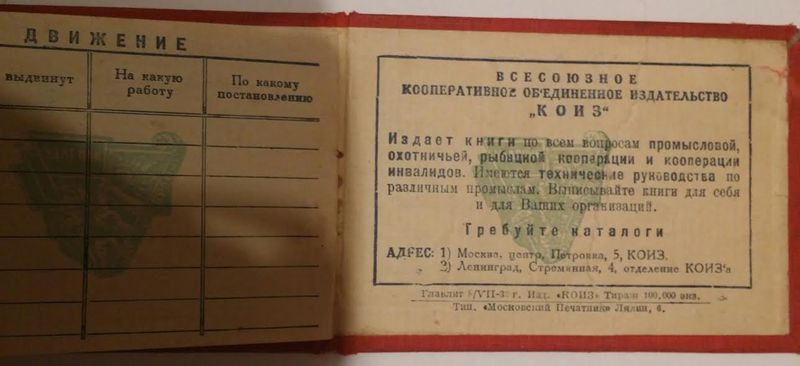 ДВИЖЕНИЕ
выдвинут
На какую
работу
По какому
постановлению
ВСЕСОЮЗНОЕ
КООПЕРАТИВНОЕ ОБ'ЕДИНЕННОЕ ИЗДАТЕЛЬСТВО
„КОИЗ“
Издает книги по всем вопросам промысловой,
охотничьей, рыбацкой кооперации и кооперации
инвалидов. Имеются технические руководства по
различным промыслам. Выписывайте книги для себя
и для Ваших организаций.
Требуйте каталоги
АДРЕС: 1) Москва, центр, Петровка, 5, КОИЗ.
2) Ленинград, Стремянная, 4, отделение КОИЗ'а
Главлит г. Изд. «КОИЗ» Тираж 100,000 экз.
Тип. «Московский Печатник» Лялин, 6.